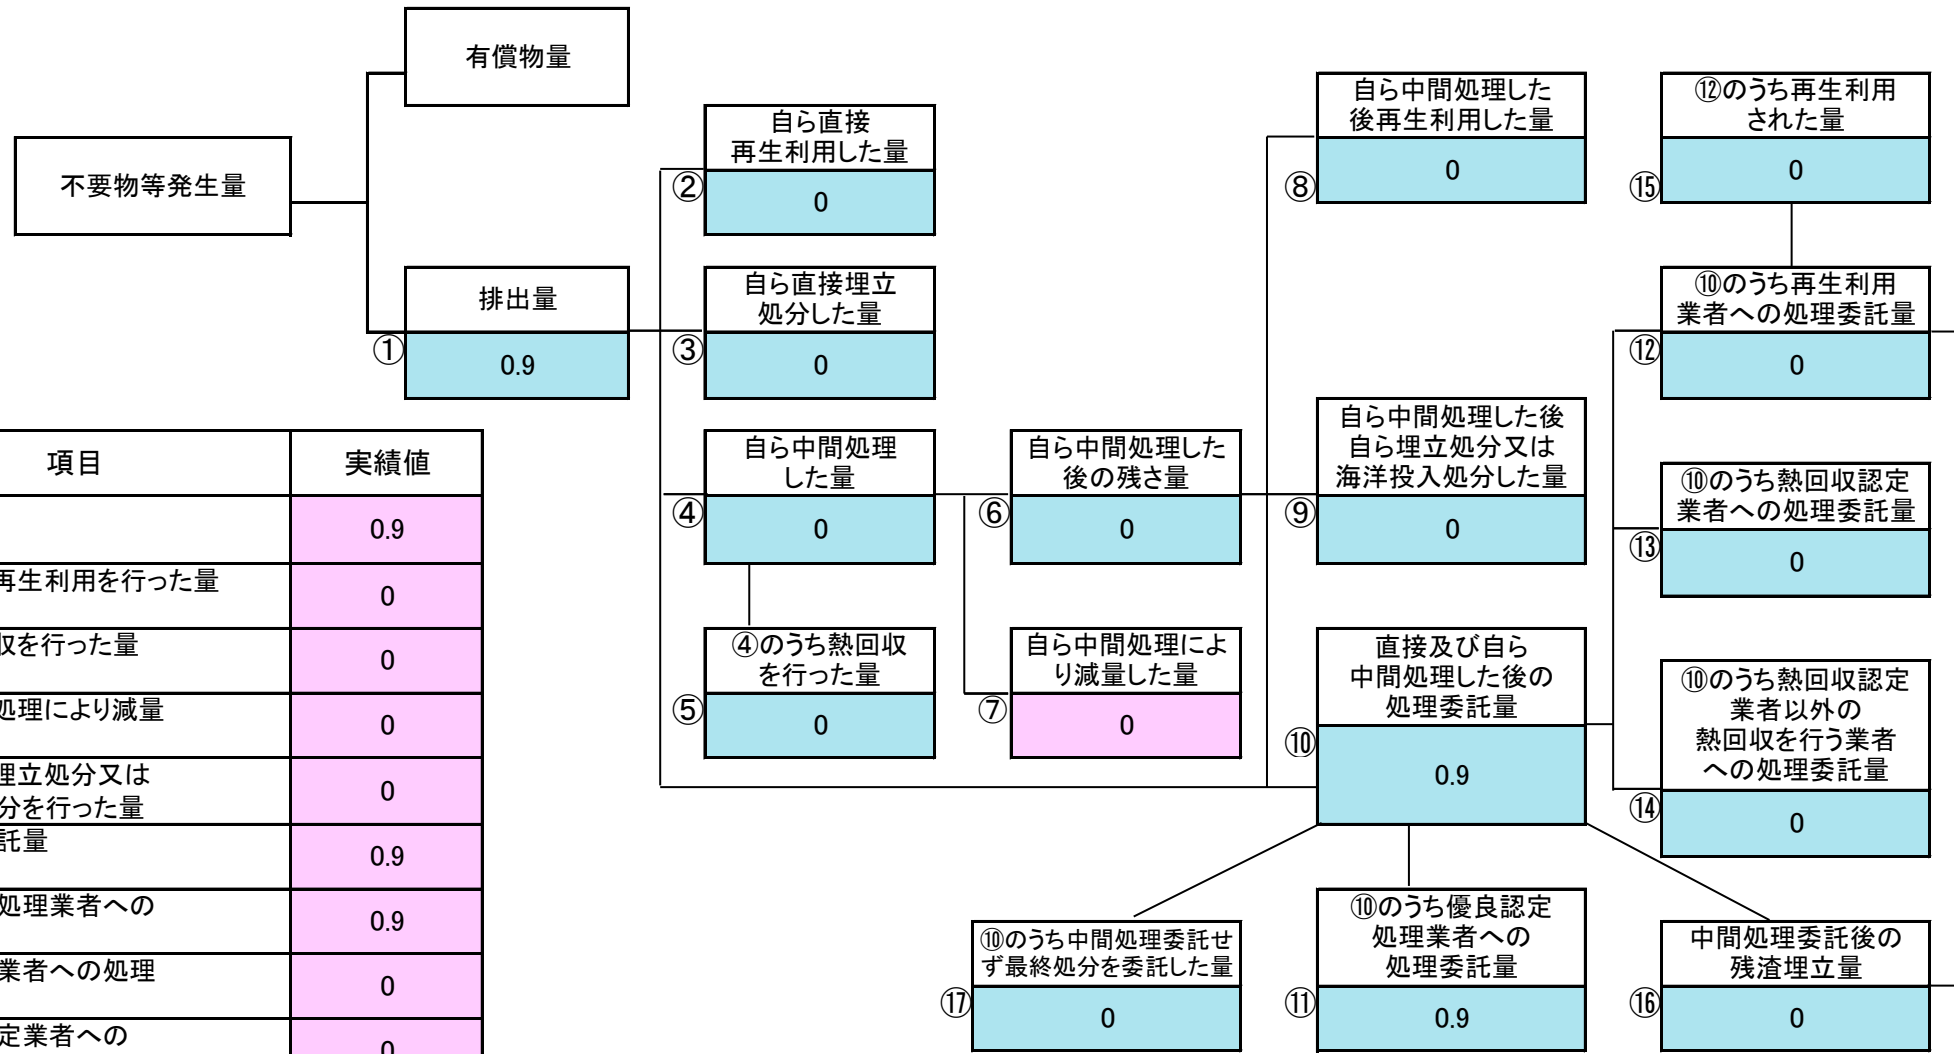 有償物量
不要物等発生量
排出量
①
0.9
自ら直接
再生利用した量
②
0
自ら直接埋立
処分した量
③
0
自ら中間処理
した量
④
0
④のうち熱回収
を行った量
⑤
0
自ら中間処理した
後の残さ量
⑥
0
自ら中間処理によ
り減量した量
⑦
0
自ら中間処理した
後再生利用した量
⑧
0
自ら中間処理した後
自ら埋立処分又は
海洋投入処分した量
⑨
0
直接及び自ら
中間処理した後の
処理委託量
⑩
0.9
⑫のうち再生利用
された量
⑮
0
⑩のうち再生利用
業者への処理委託量
⑫
0
⑩のうち熱回収認定
業者への処理委託量
⑬
0
⑩のうち熱回収認定
業者以外の
熱回収を行う業者
への処理委託量
⑭
0
⑩のうち中間処理委託せ
ず最終処分を委託した量
⑰
0
⑩のうち優良認定
処理業者への
処理委託量
⑪
0.9
中間処理委託後の
残渣埋立量
⑯
0
項目 実績値
0.9
再生利用を行った量 0
収を行った量 0
処理により減量 0
埋立処分又は
分を行った量 0
託量 0.9
処理業者への 0.9
業者への処理 0
定業者への 0